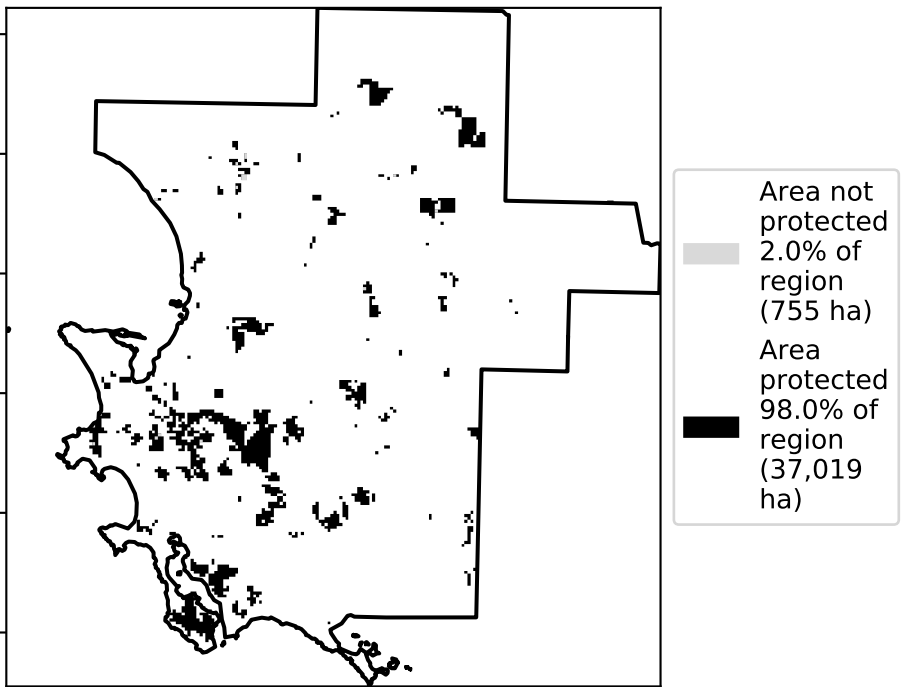 Area not
protected
2.0% of
region
(755 ha)
Area
protected
98.0% of
region
(37,019
ha)